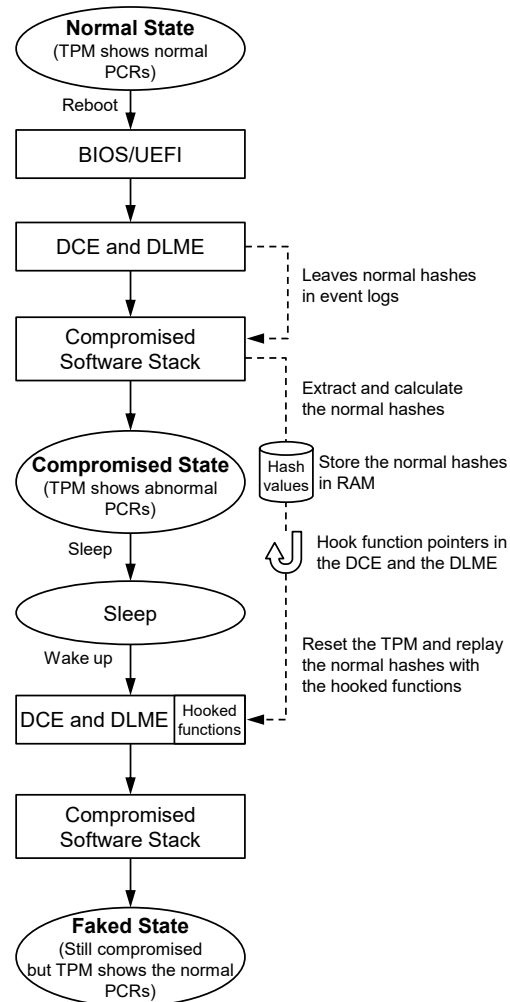 Normal State
(TPM shows normal
PCRs)
Reboot
BIOS/UEFI
DCE and DLME
Leaves normal hashes
in event logs
Compromised
Software Stack
Extract and calculate
the normal hashes
Compromised State
(TPM shows abnormal
PCRs)
Hash
values
Store the normal hashes
in RAM
Sleep
Hook function pointers in
the DCE and the DLME
Sleep
Wake up
Reset the TPM and replay
the normal hashes with
the hooked functions
DCE and DLME
Hooked
functions
Compromised
Software Stack
Faked State
(Still compromised
but TPM shows the normal
PCRs)